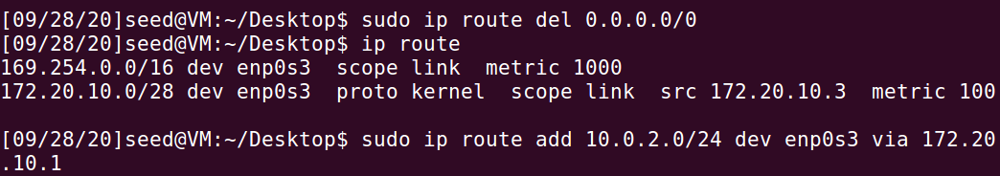 [09/28/20]seed@VM:~/Desktop$ sudo ip route del 0.0.0.0/0
[09/28/20]seed@VM:~/Desktop$ ip route
169.254.0.0/16 dev enp0s3  scope link  metric 1000
172.20.10.0/28 dev enp0s3  proto kernel  scope link  src 172.20.10.3  metric 100
[09/28/20]seed@VM:~/Desktop$ sudo ip route add 10.0.2.0/24 dev enp0s3 via 172.20
.10.1